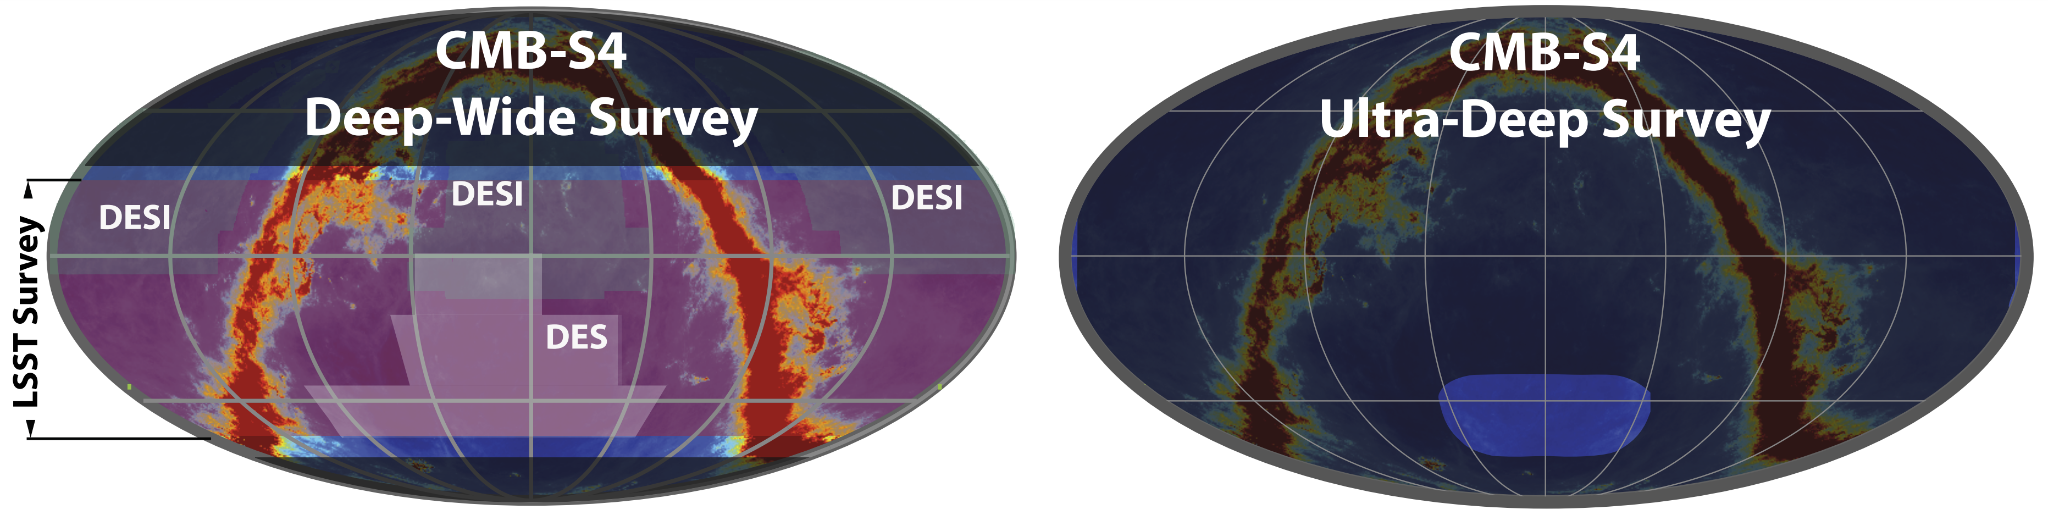 CMB-S4
Deep-Wide Survey
DESI
DESI
DESI
DES
LSST Survey
CMB-S4
Ultra-Deep Survey